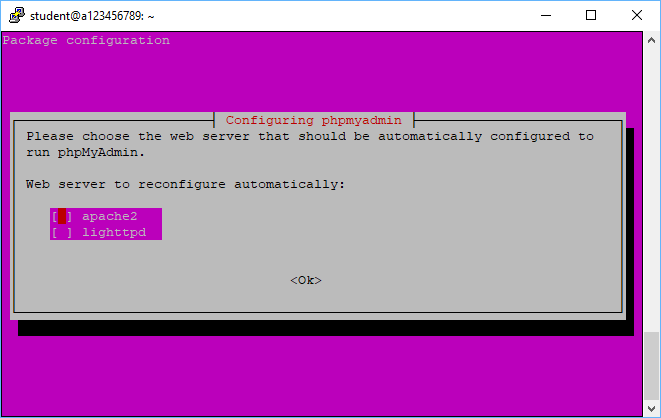 student@a123456789: ~
Package configuration
Configuring phpmyadmin
Please choose the web server that should be automatically configured to
run phpMyAdmin.
Web server to reconfigure automatically:
[ ] apache2
[ ] lighttpd
<Ok>